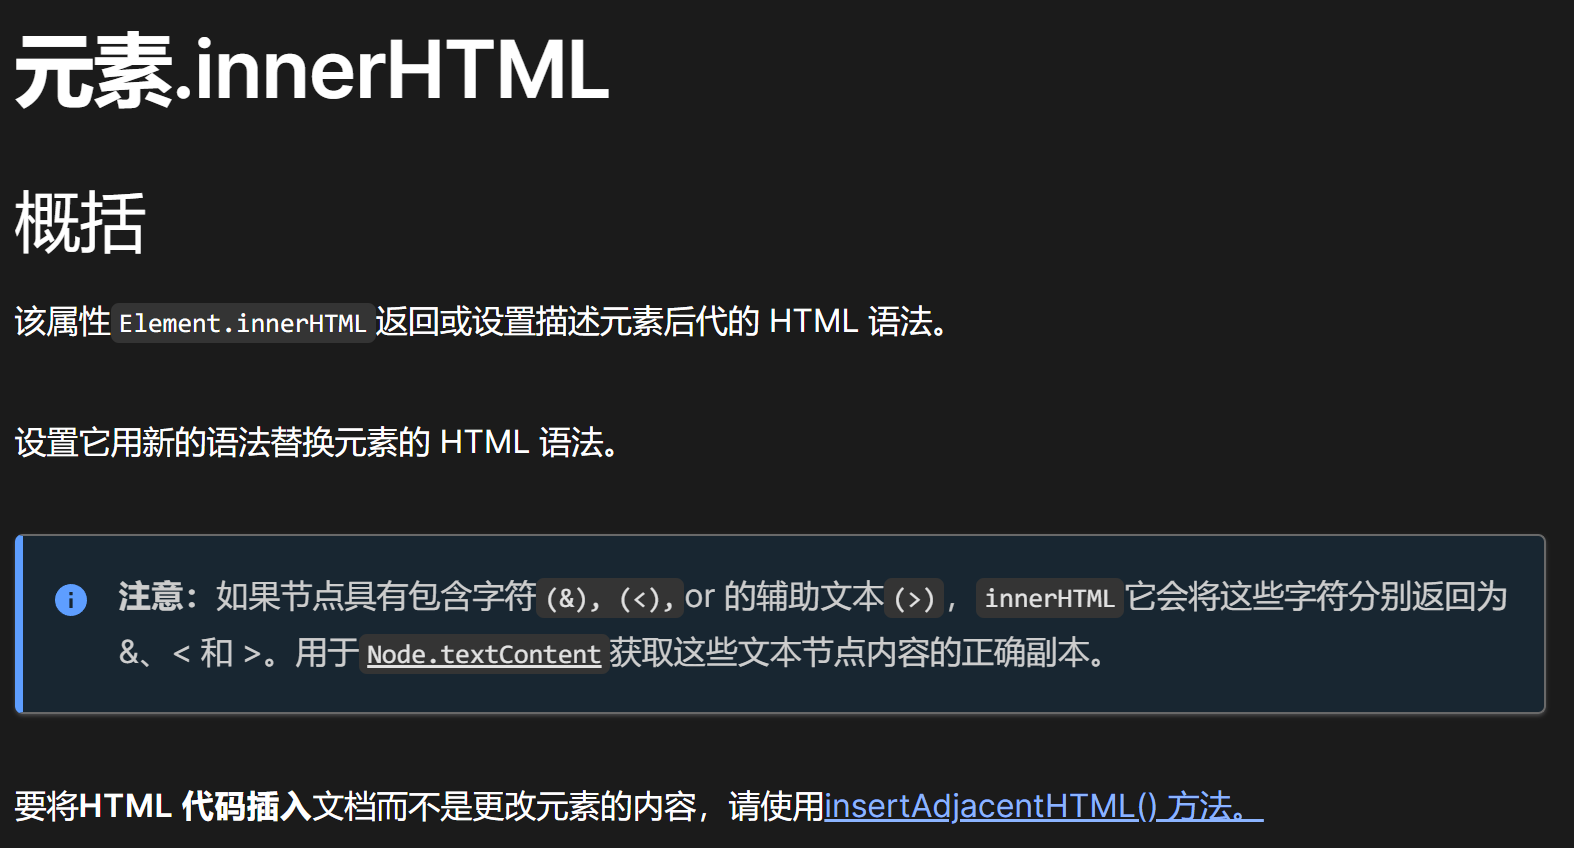 元素.innerHTML
概括
该属性Element.innerHTML返回或设置描述元素后代的 HTML 语法。
设置它用新的语法替换元素的 HTML 语法。
注意：如果节点具有包含字符(&), (<),or 的辅助文本(>)，innerHTML它会将这些字符分别返回为
&、< 和 >。用于Node.textContent获取这些文本节点内容的正确副本。
要将HTML 代码插入文档而不是更改元素的内容，请使用insertAdjacentHTML() 方法。